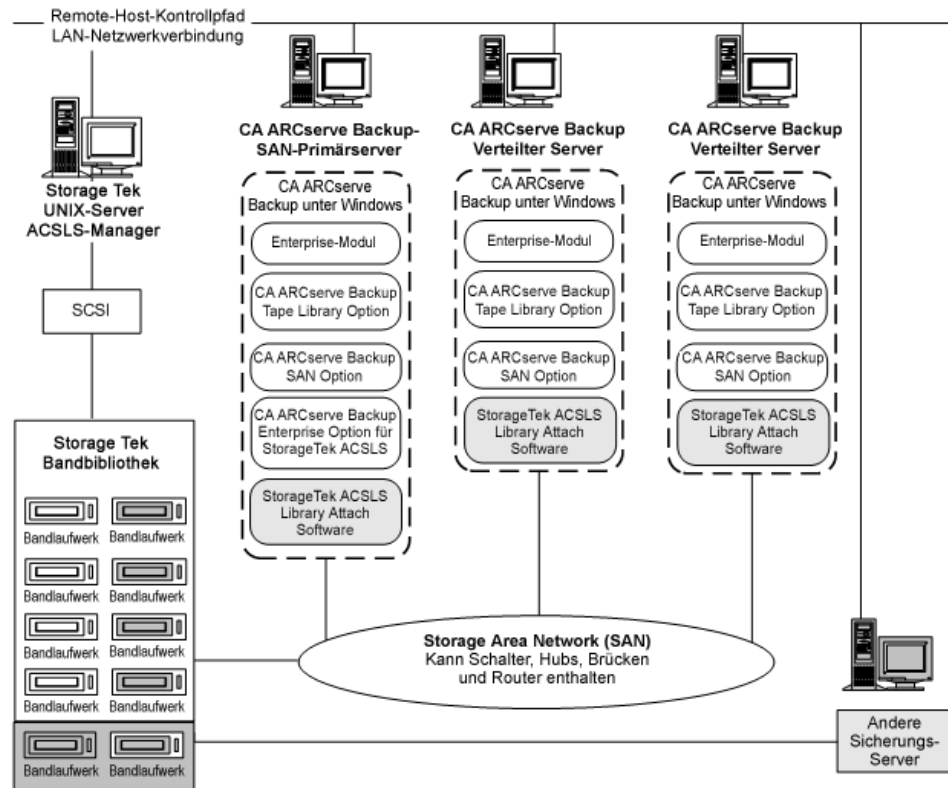 Remote-Host-Kontrollpfad
LAN-Netzwerkverbindung
Storage Tek
UNIX-Server
ACSLS-Manager
SCSI
Storage Tek
Bandbibliothek
Bandlaufwerk Bandlaufwerk
Bandlaufwerk Bandlaufwerk
Bandlaufwerk Bandlaufwerk
Bandlaufwerk Bandlaufwerk
Bandlaufwerk Bandlaufwerk
CA ARCserve Backup-
SAN-Primärserver
CA ARCserve
Backup unter Windows
Enterprise-Modul
CA ARCserve Backup
Tape Library Option
CA ARCserve Backup
SAN Option
CA ARCserve Backup
Enterprise Option für
StorageTek ACSLS
StorageTek ACSLS
Library Attach
Software
CA ARCserve Backup
Verteilter Server
CA ARCserve
Backup unter Windows
Enterprise-Modul
CA ARCserve Backup
Tape Library Option
CA ARCserve Backup
SAN Option
StorageTek ACSLS
Library Attach
Software
CA ARCserve Backup
Verteilter Server
CA ARCserve
Backup unter Windows
Enterprise-Modul
CA ARCserve Backup
Tape Library Option
CA ARCserve Backup
SAN Option
StorageTek ACSLS
Library Attach
Software
Storage Area Network (SAN)
Kann Schalter, Hubs, Brücken
und Router enthalten
Andere
Sicherungs-
Server